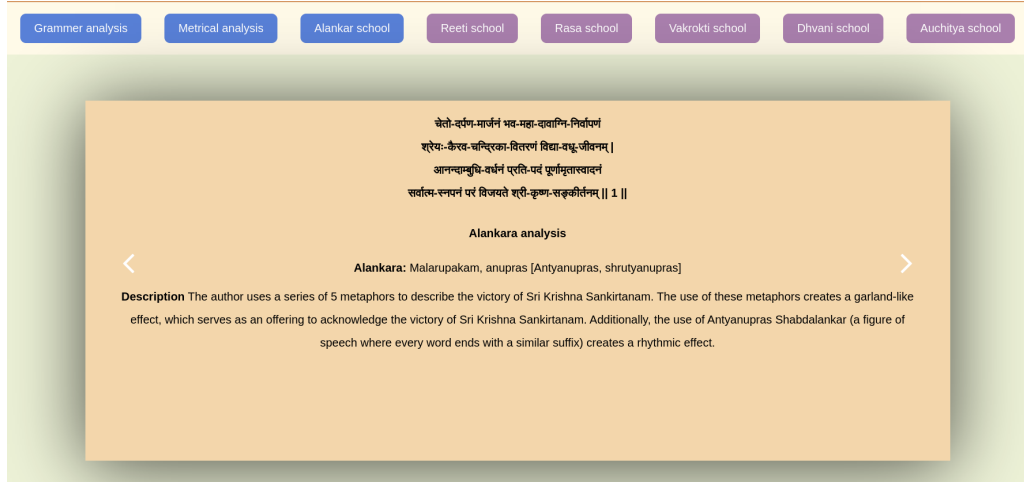 Grammer analysis Metrical analysis Alankar school Reeti school Rasa school Vakrokti school Dhvani school Auchitya school
चेतो-दर्पण-मार्जनं भव-महा-दावाग्नि-निर्वापणं
श्रेयः-कैरव-चन्द्रिका-वितरणं विद्या-वधू-जीवनम् |
आनन्दाम्बुधि-वर्धनं प्रति-पदं पूर्णामृतास्वादनं
सर्वात्म-स्नपनं परं विजयते श्री-कृष्ण-सङ्कीर्तनम् || 1 ||
Alankara analysis
Alankara: Malarupakam, anupras [Antyanupras, shrutyanupras]
Description The author uses a series of 5 metaphors to describe the victory of Sri Krishna Sankirtanam. The use of these metaphors creates a garland-like
effect, which serves as an offering to acknowledge the victory of Sri Krishna Sankirtanam. Additionally, the use of Antyanupras Shabdalankar (a figure of
speech where every word ends with a similar suffix) creates a rhythmic effect.